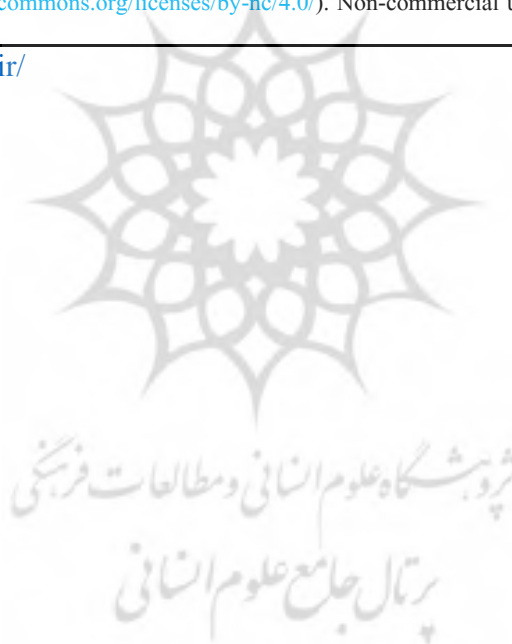 commons.org/licenses/by-nc/4.0/). Non-commercial u
ir/
پژوهشگاه علوم انسانی و مطالعات فرهنگی
پرتال جامع علوم انسانی